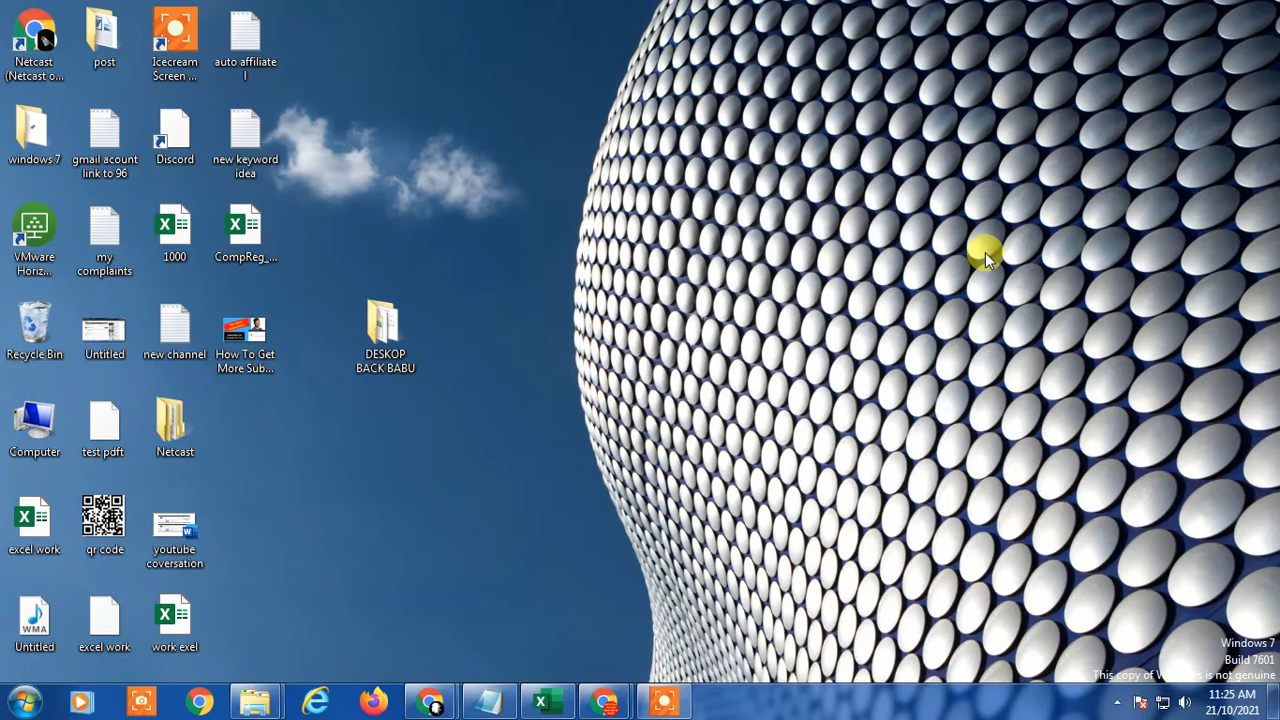 Netcast
(Netcast o...
post
Icecream
Screen ...
auto affiliate
l
windows 7
gmail acount
link to 96
Discord
new keyword
idea
VMware
Horiz...
my
complaints
1000
CompReg_...
Recycle Bin
Untitled
new channel
How To Get
More Sub...
DESKOP
BACK BABU
Computer
test pdft
Netcast
excel work
qr code
youtube
coversation
Untitled
excel work
work exel
Windows 7
Build 7601
This copy of Windows is not genuine
11:25 AM
21/10/2021